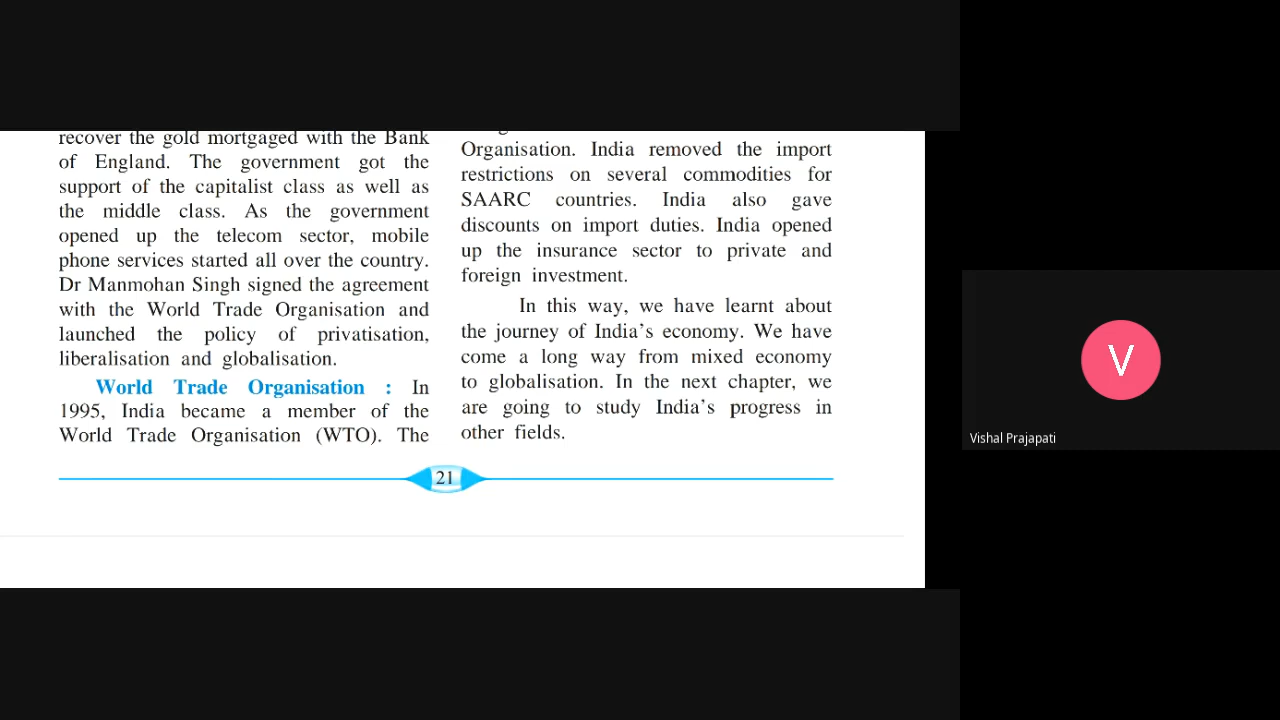 recover the gold mortgaged with the Bank
of England. The government got the
support of the capitalist class as well as
the middle class. As the government
opened up the telecom sector, mobile
phone services started all over the country.
Dr Manmohan Singh signed the agreement
with the World Trade Organisation and
launched the policy of privatisation,
liberalisation and globalisation.
World Trade Organisation : In
1995, India became a member of the
World Trade Organisation (WTO). The
Organisation. India removed the import
restrictions on several commodities for
SAARC countries. India also gave
discounts on import duties. India opened
up the insurance sector to private and
foreign investment.
In this way, we have learnt about
the journey of India's economy. We have
come a long way from mixed economy
to globalisation. In the next chapter, we
are going to study India's progress in
other fields.
21
V
Vishal Prajapati